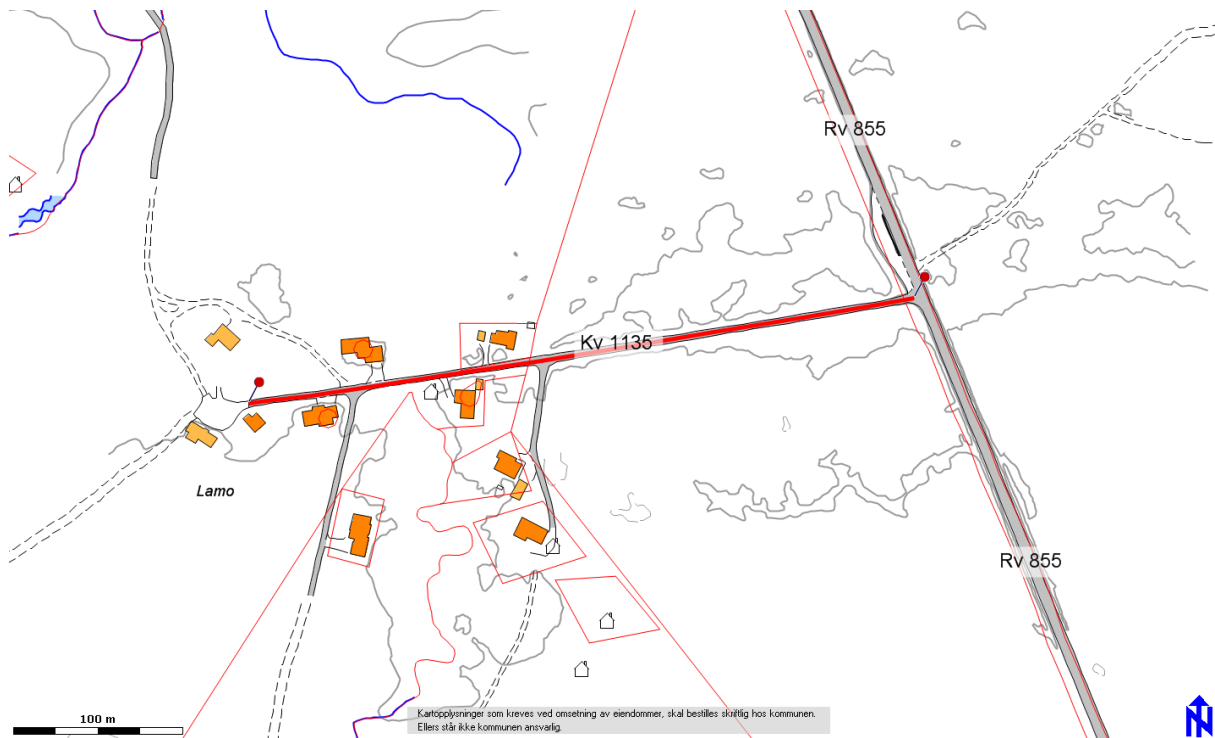 Rv 855
Kv 1135
Lamo
Rv 855
100 m
Kartopplysninger som kreves ved omsetning av eiendommer, skal bestilles skriftlig hos kommunen.
Ellers står ikke kommunen ansvarlig.
N